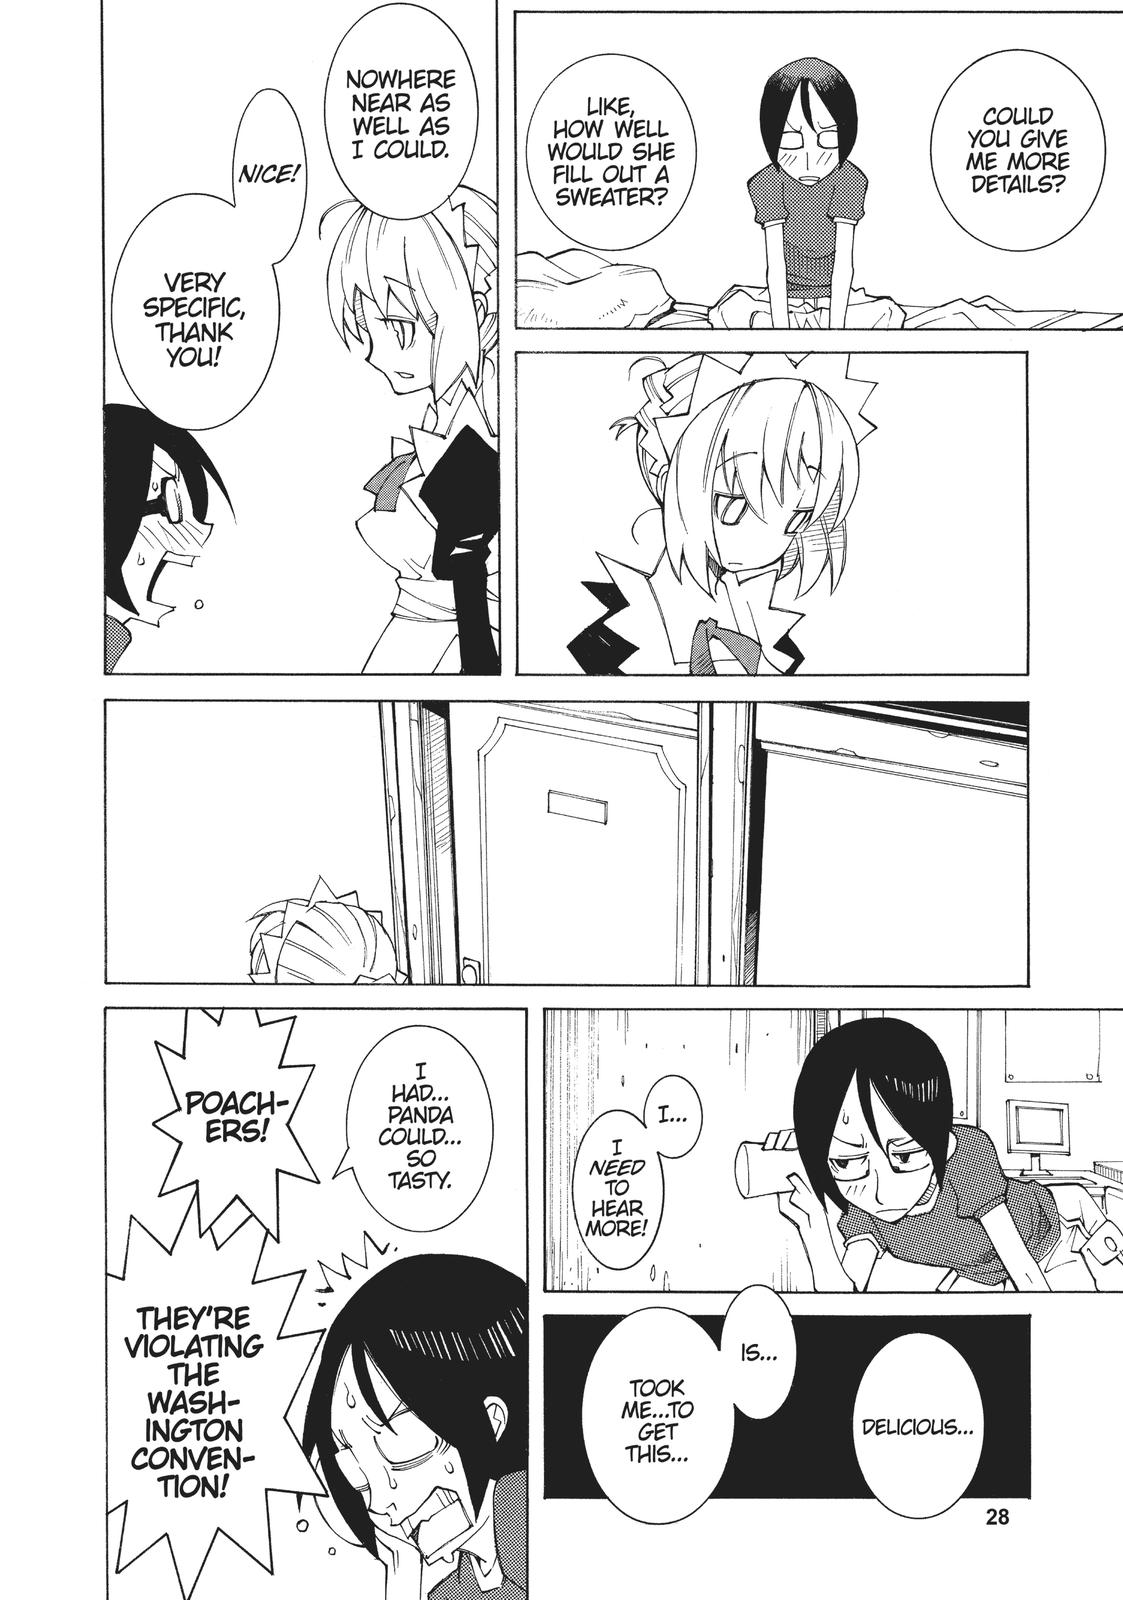 COULD
YOU GIVE
ME MORE
DETAILS?
LIKE,
HOW WELL
WOULD SHE
FILL OUT A
SWEATER?
NOWHERE
NEAR AS
WELL AS
I COULD.
NICE!
VERY
SPECIFIC,
THANK
YOU!
I...
I
NEED
TO
HEAR
MORE!
DELICIOUS...
IS...
TOOK
ME...TO
GET
THIS...
I
HAD...
PANDA
COULD...
SO
TASTY.
POACH-
ERS!
THEY'RE
VIOLATING
THE
WASH-
INGTON
CONVEN-
TION!
28